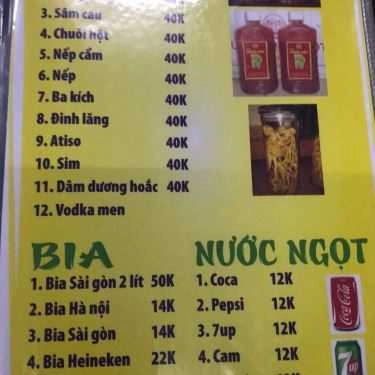 3. Sâm cau 40K
4. Chuối hột 40K
5. Nếp cẩm 40K
6. Nếp 40K
7. Ba kích 40K
8. Đinh lăng 40K
9. Atiso 40K
10. Sim 40K
11. Dâm dương hoắc 40K
12. Vodka men
BIA
1. Bia Sài gòn 2 lít 50K
2. Bia Hà nội 14K
3. Bia Sài gòn 14K
4. Bia Heineken 22K
NƯỚC NGỌT
1. Coca 12K
2. Pepsi 12K
3. 7up 12K
4. Cam 12K
Coca-Cola
7up